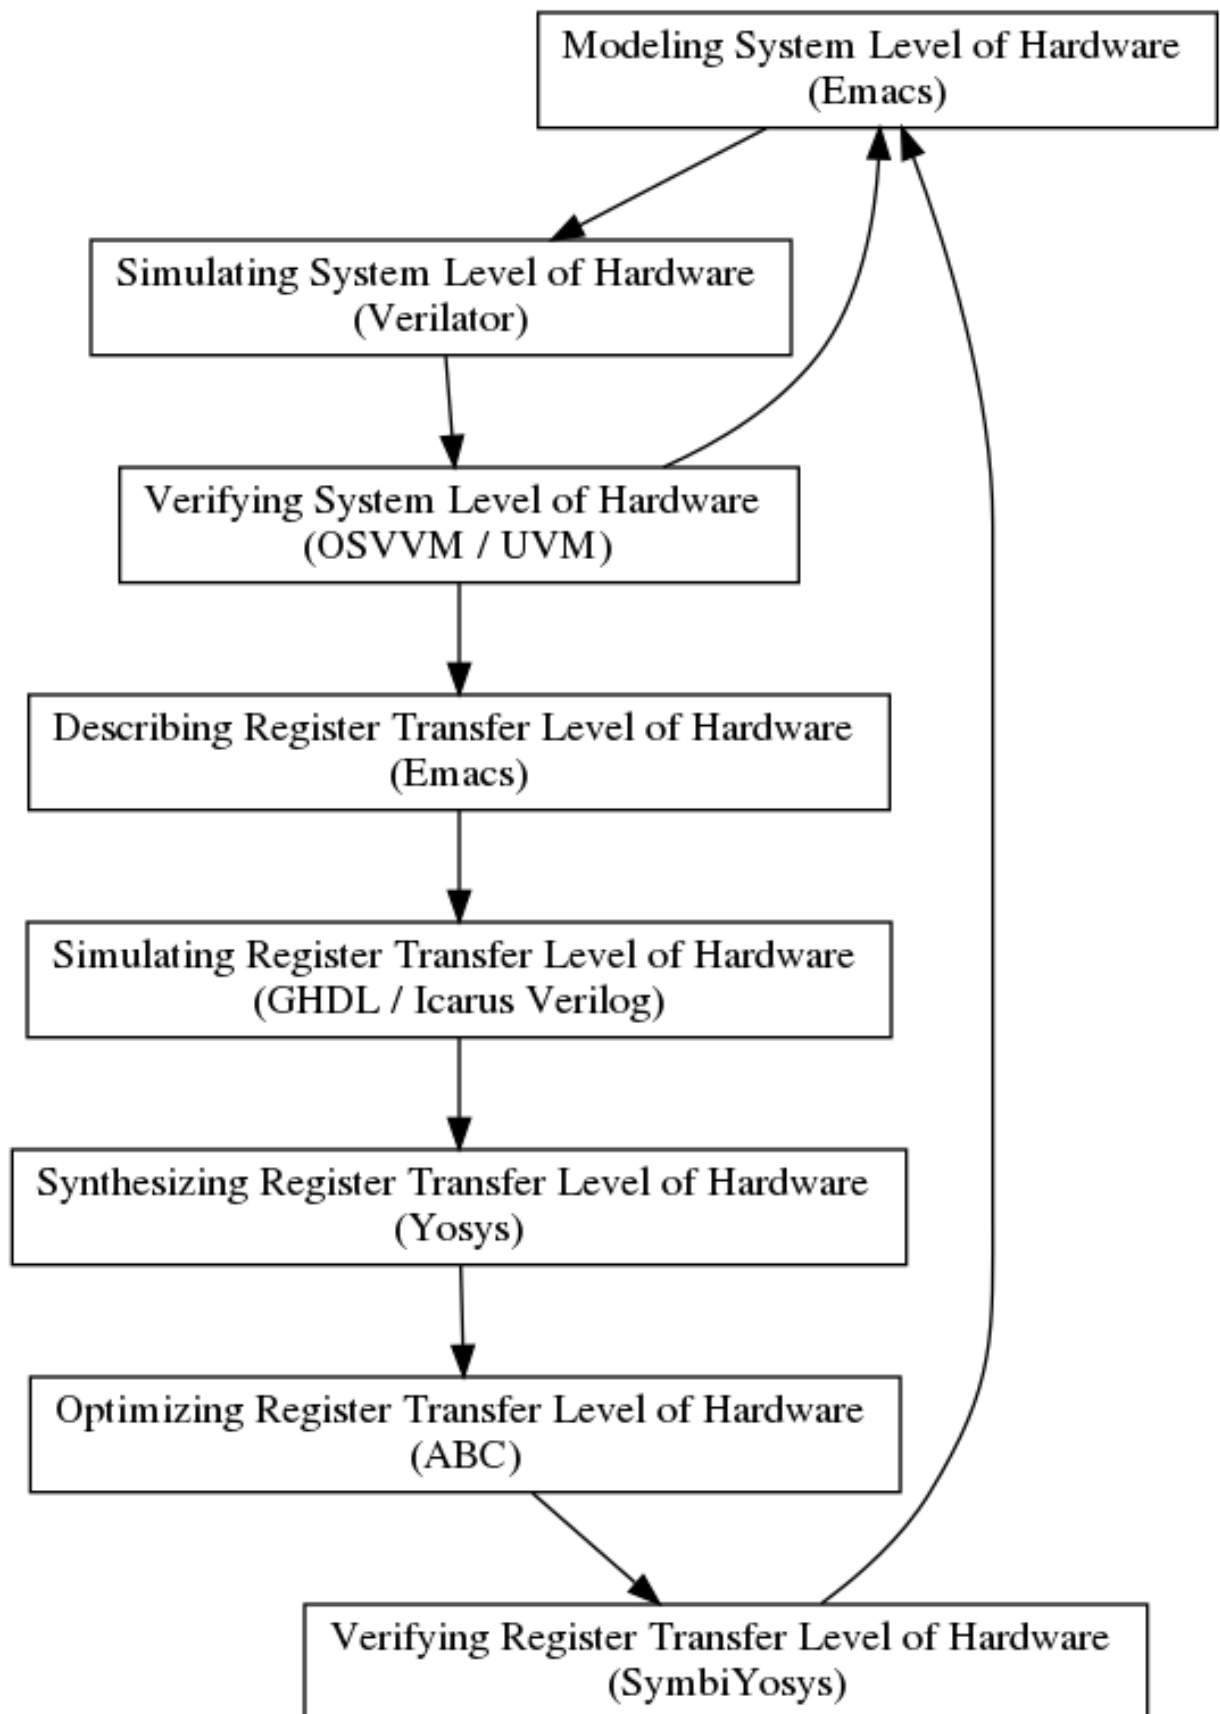 Modeling System Level of Hardware
(Emacs)
Simulating System Level of Hardware
(Verilator)
Verifying System Level of Hardware
(OSVVM / UVM)
Describing Register Transfer Level of Hardware
(Emacs)
Simulating Register Transfer Level of Hardware
(GHDL / Icarus Verilog)
Synthesizing Register Transfer Level of Hardware
(Yosys)
Optimizing Register Transfer Level of Hardware
(ABC)
Verifying Register Transfer Level of Hardware
(SymbiYosys)